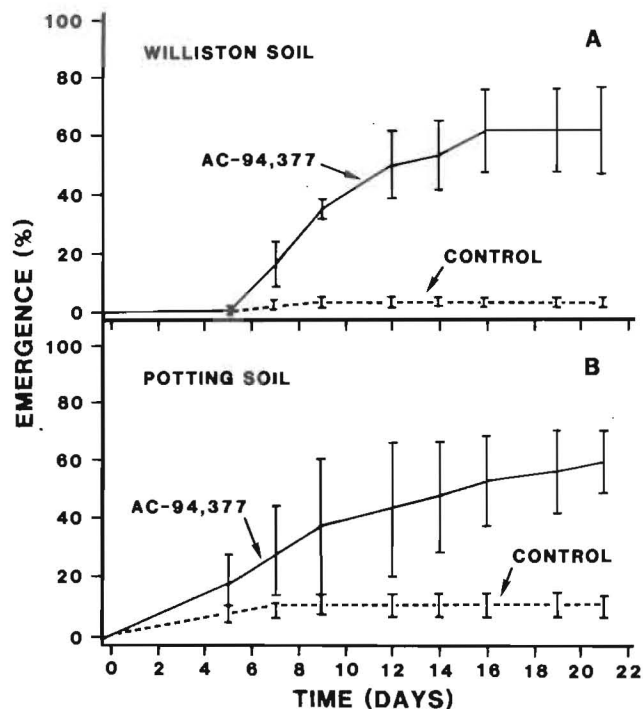 100
A
WILLISTON SOIL
80
60
AC-94,377
40
CONTROL
20
0
EMERGENCE (%)
100
B
POTTING SOIL
80
60
AC-94,377
40
CONTROL
20
0
0 2 4 6 8 10 12 14 16 18 20 22
TIME (DAYS)